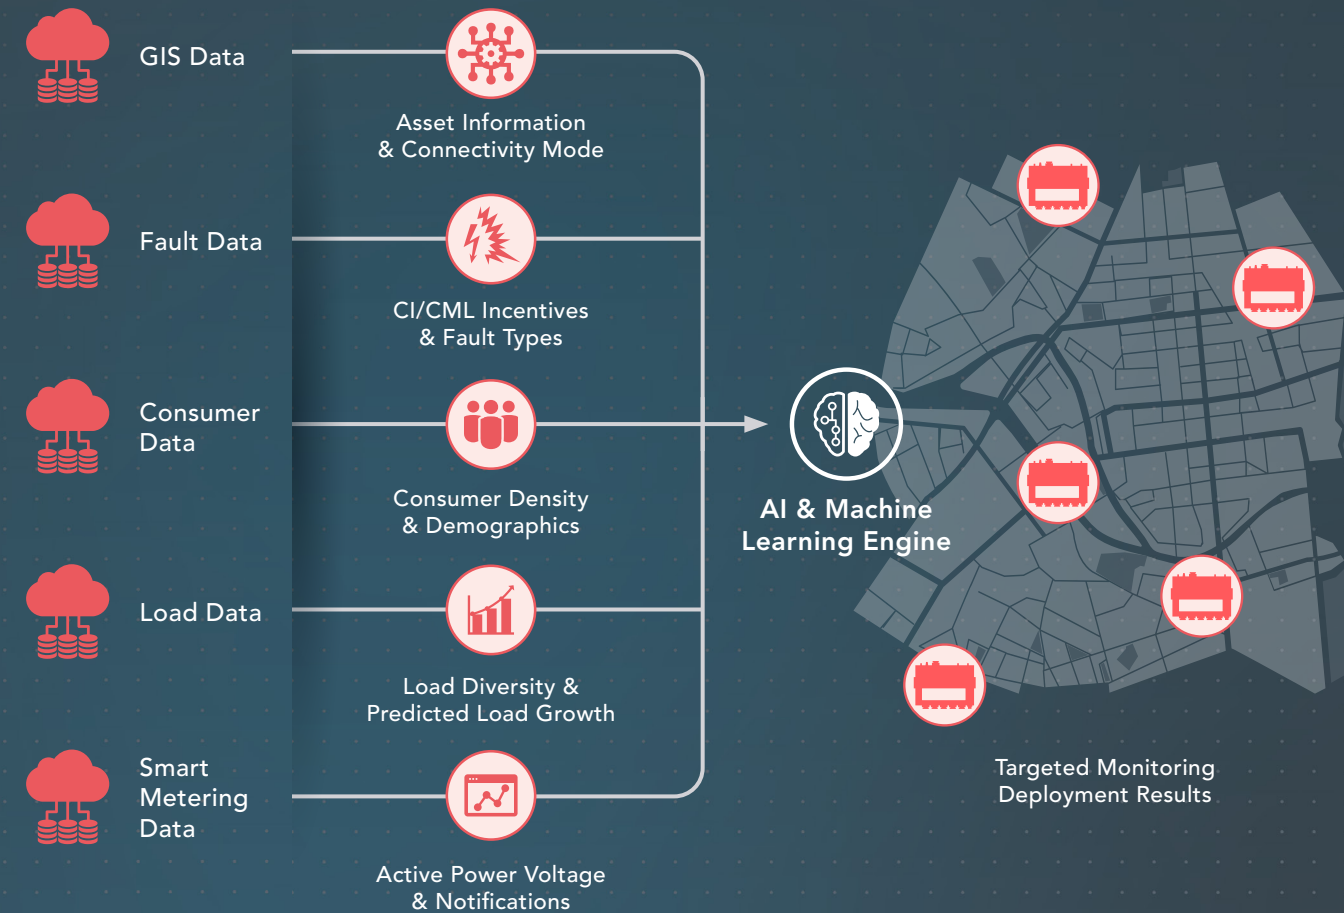 GIS Data
Asset Information
& Connectivity Mode
Fault Data
CI/CML Incentives
& Fault Types
Consumer
Data
Consumer Density
& Demographics
Load Data
Load Diversity &
Predicted Load Growth
Smart
Metering
Data
Active Power Voltage
& Notifications
AI & Machine
Learning Engine
Targeted Monitoring
Deployment Results